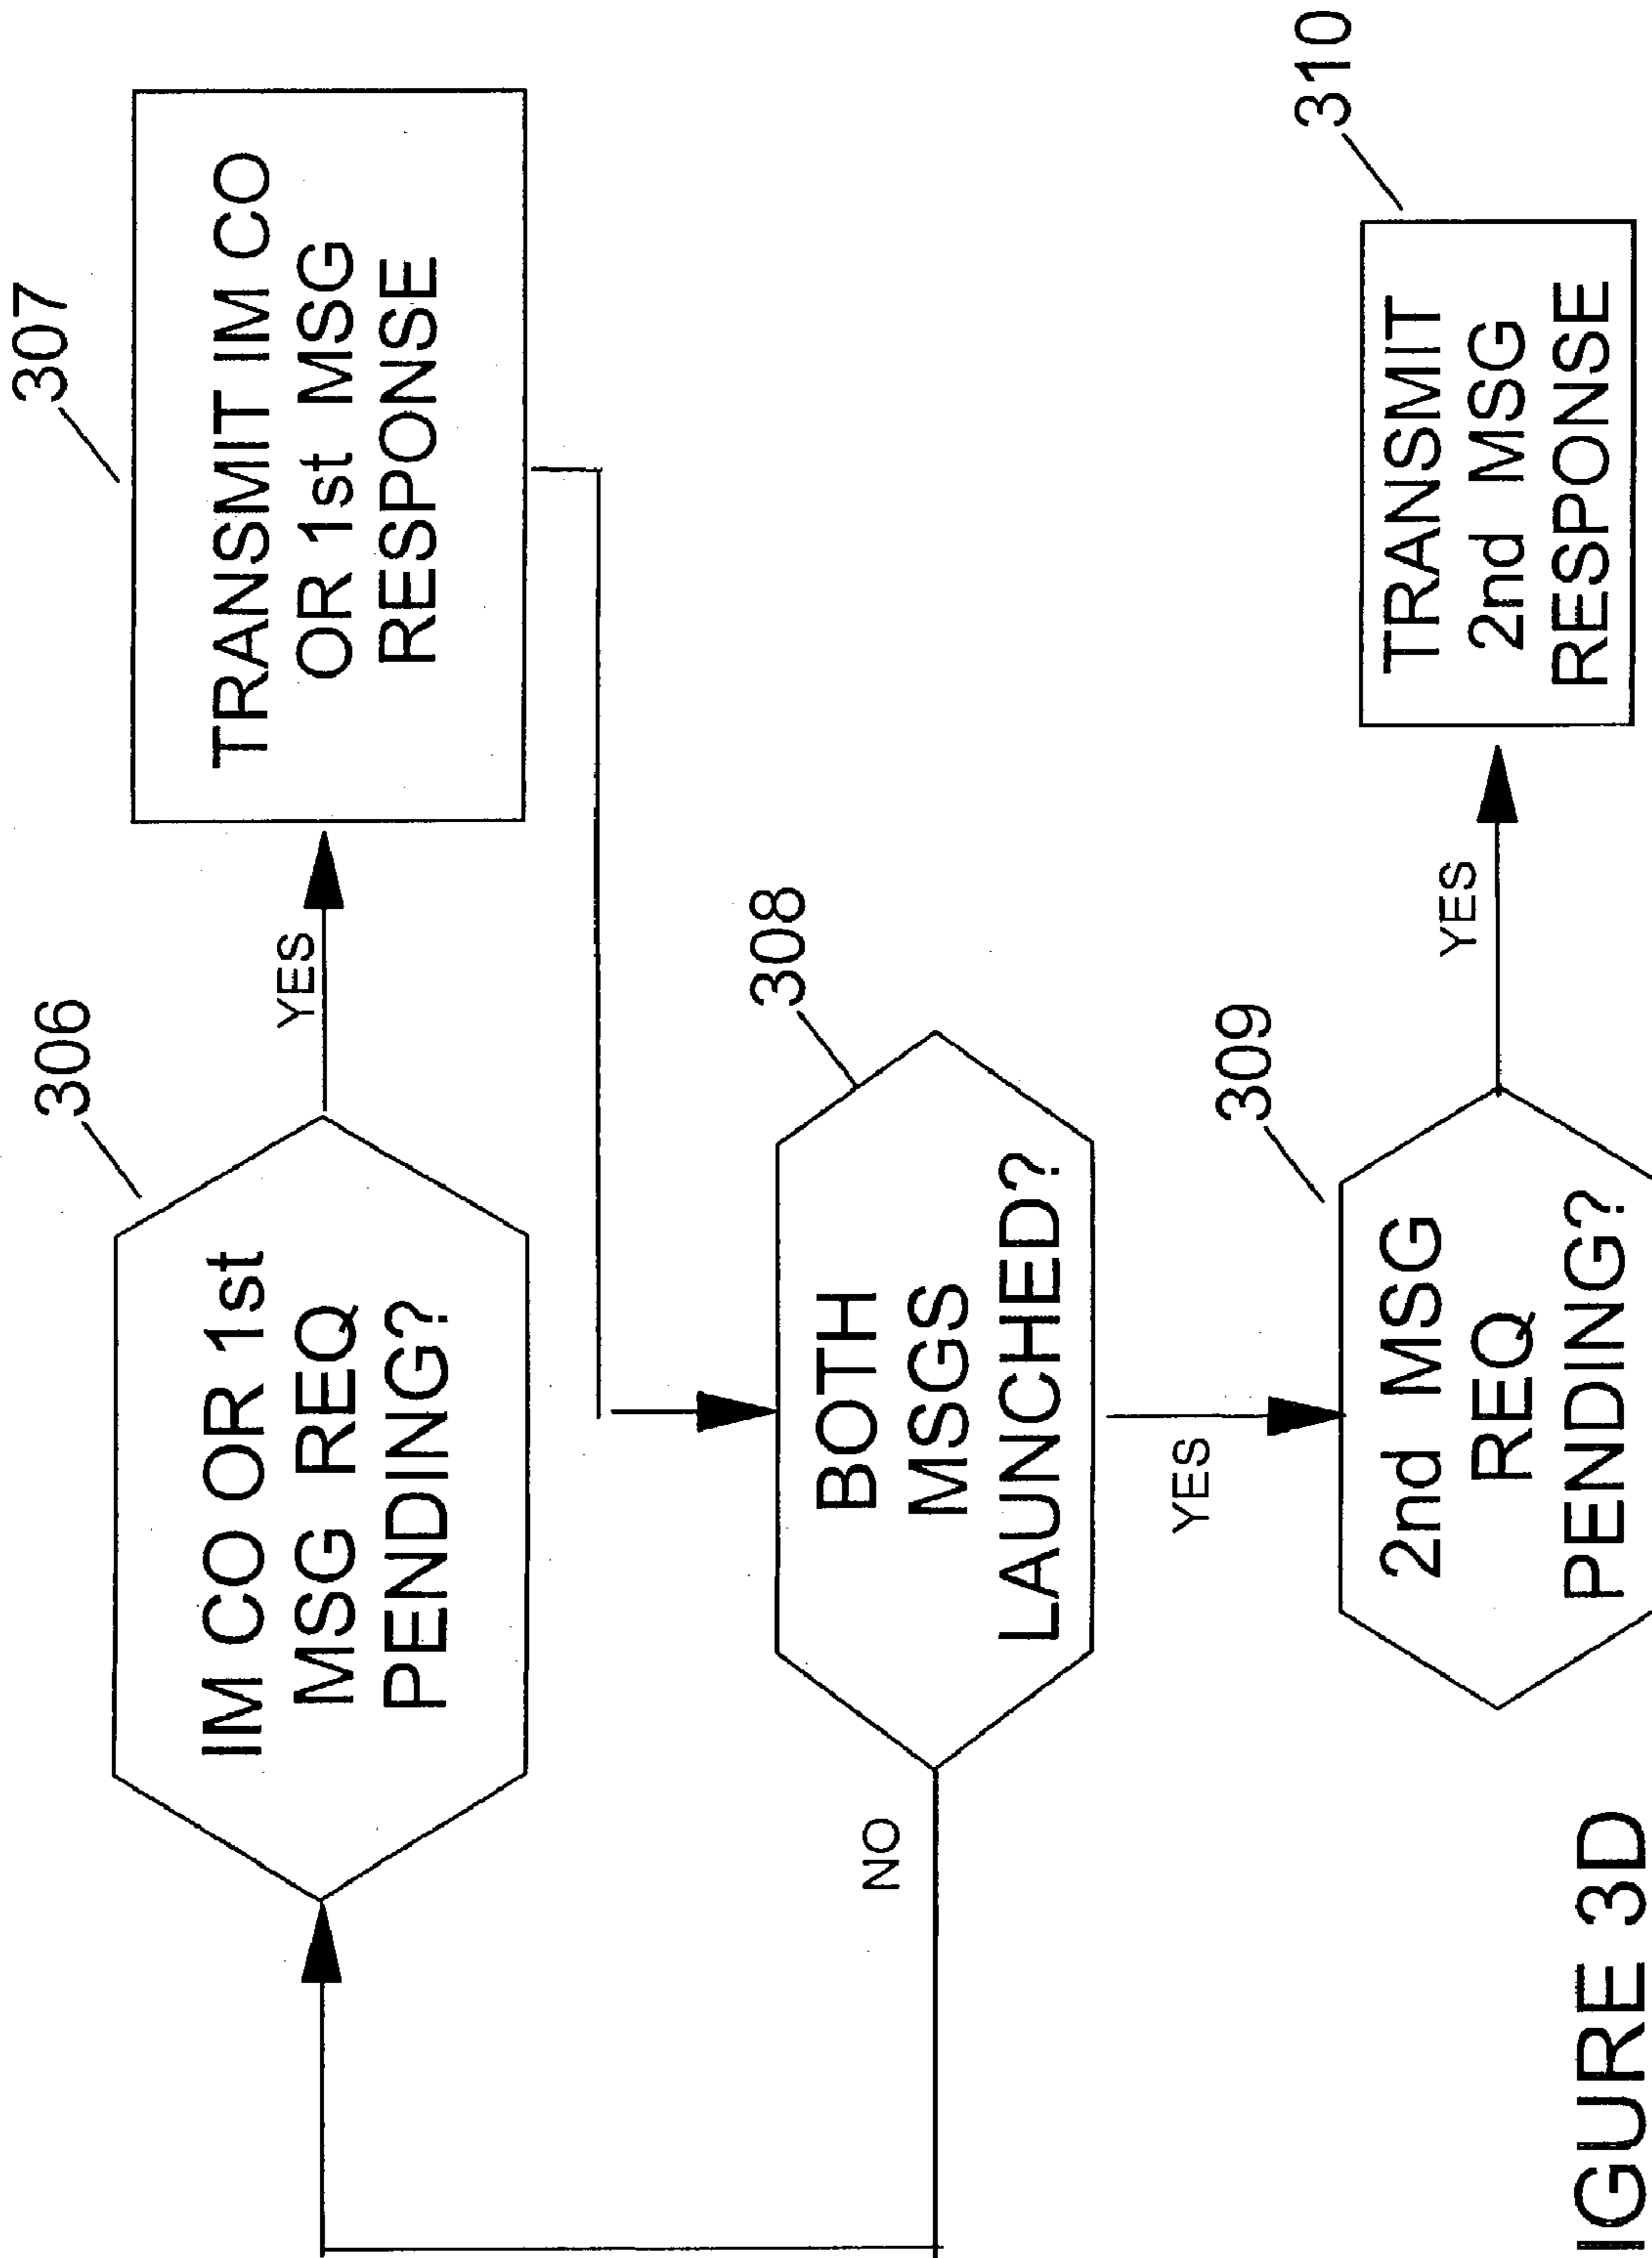 306
IM CO OR 1st
MSG REQ
PENDING?
YES
307
TRANSMIT IM CO
OR 1st MSG
RESPONSE
308
BOTH
MSGS
LAUNCHED?
NO
YES
309
2nd MSG
REQ
PENDING?
YES
310
TRANSMIT
2nd MSG
RESPONSE
IGURE 3D